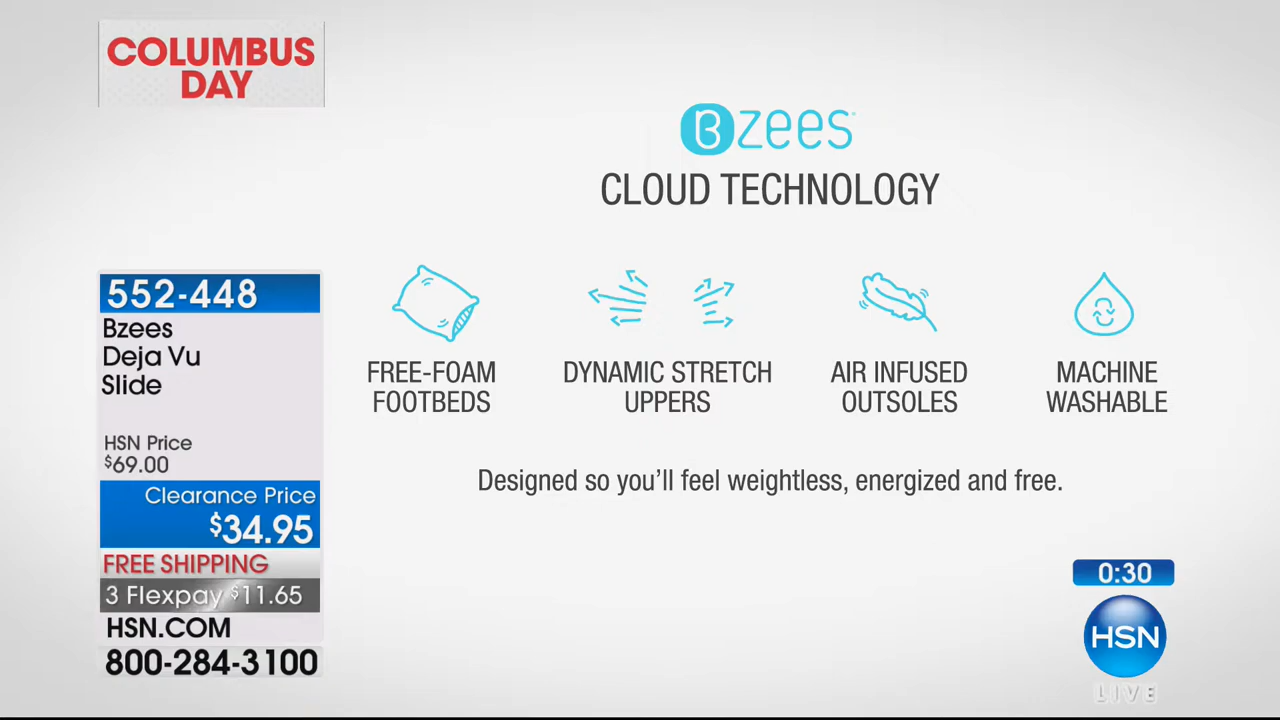 COLUMBUS
DAY
Bzees™
CLOUD TECHNOLOGY
FREE-FOAM
FOOTBEDS
DYNAMIC STRETCH
UPPERS
AIR INFUSED
OUTSOLES
MACHINE
WASHABLE
Designed so you'll feel weightless, energized and free.
552-448
Bzees
Deja Vu
Slide
HSN Price
$69.00
Clearance Price
$34.95
FREE SHIPPING
3 Flexpay $11.65
HSN.COM
800-284-3100
0:30
HSN
LIVE